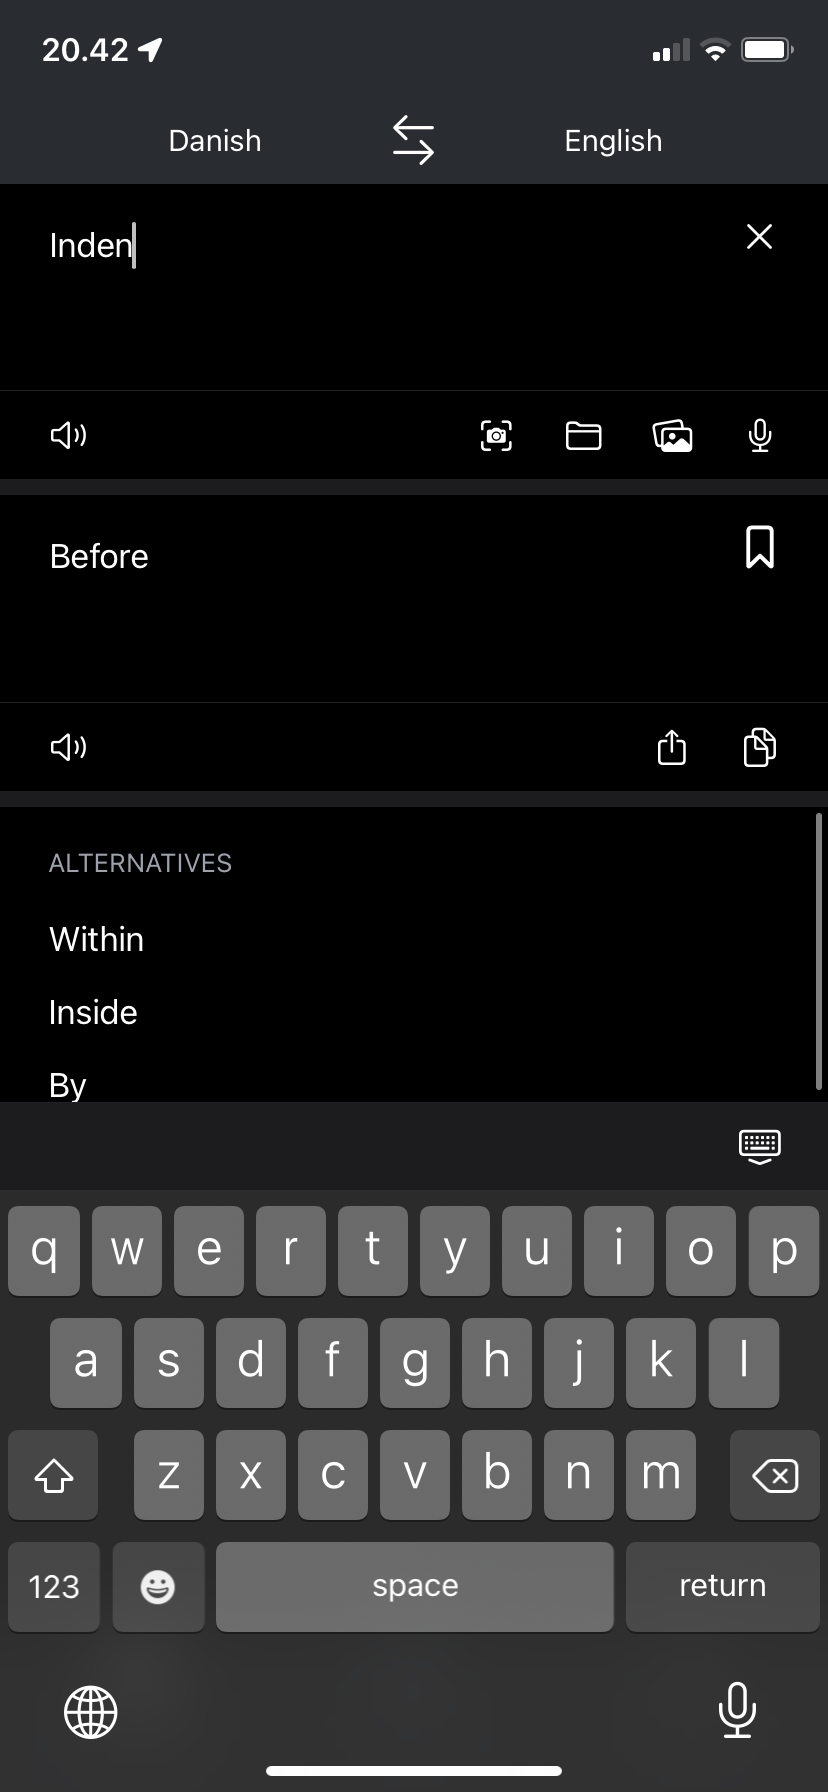 20.42
Danish English
Inden
Before
ALTERNATIVES
Within
Inside
By
q w e r t y u i o p
a s d f g h j k l
z x c v b n m
123 space return